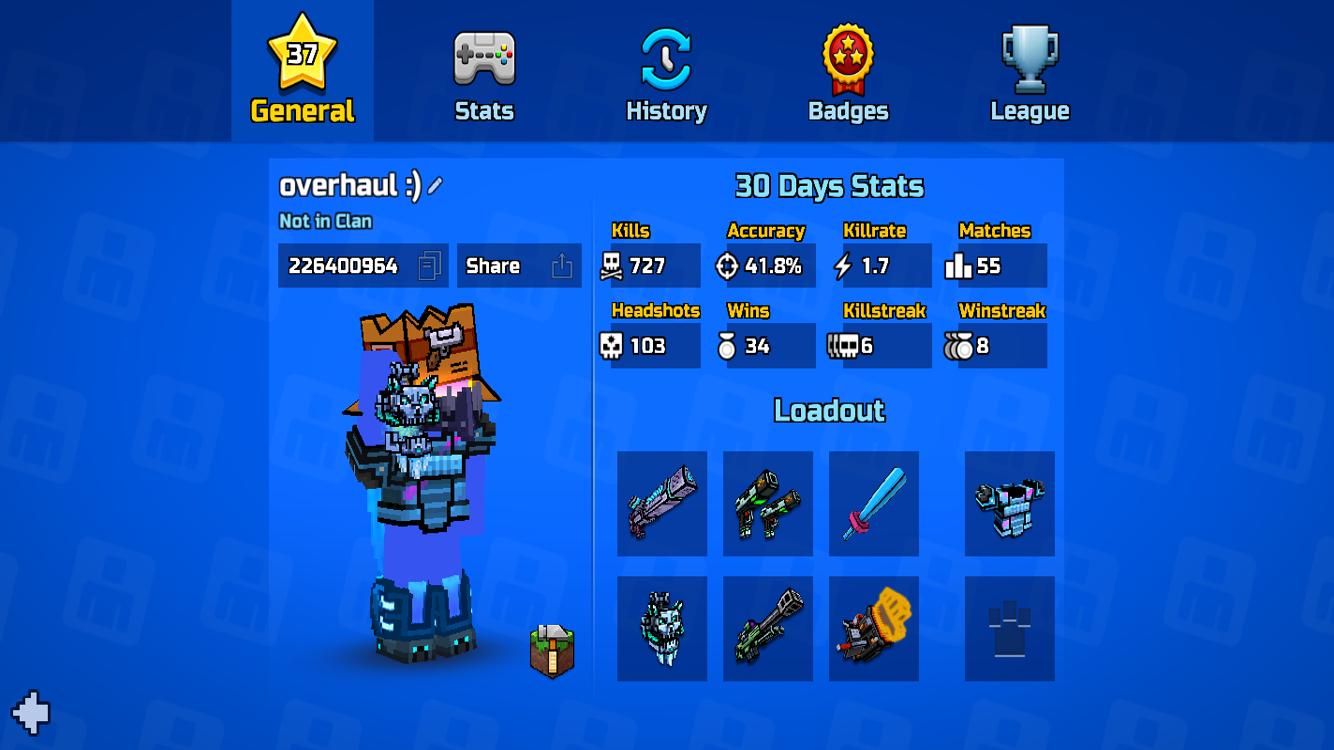 37
General
Stats
History
Badges
League
overhaul :)
Not in Clan
226400964
Share
30 Days Stats
Kills
Accuracy
Killrate
Matches
727
41.8%
1.7
55
Headshots
Wins
Killstreak
Winstreak
103
34
6
8
Loadout